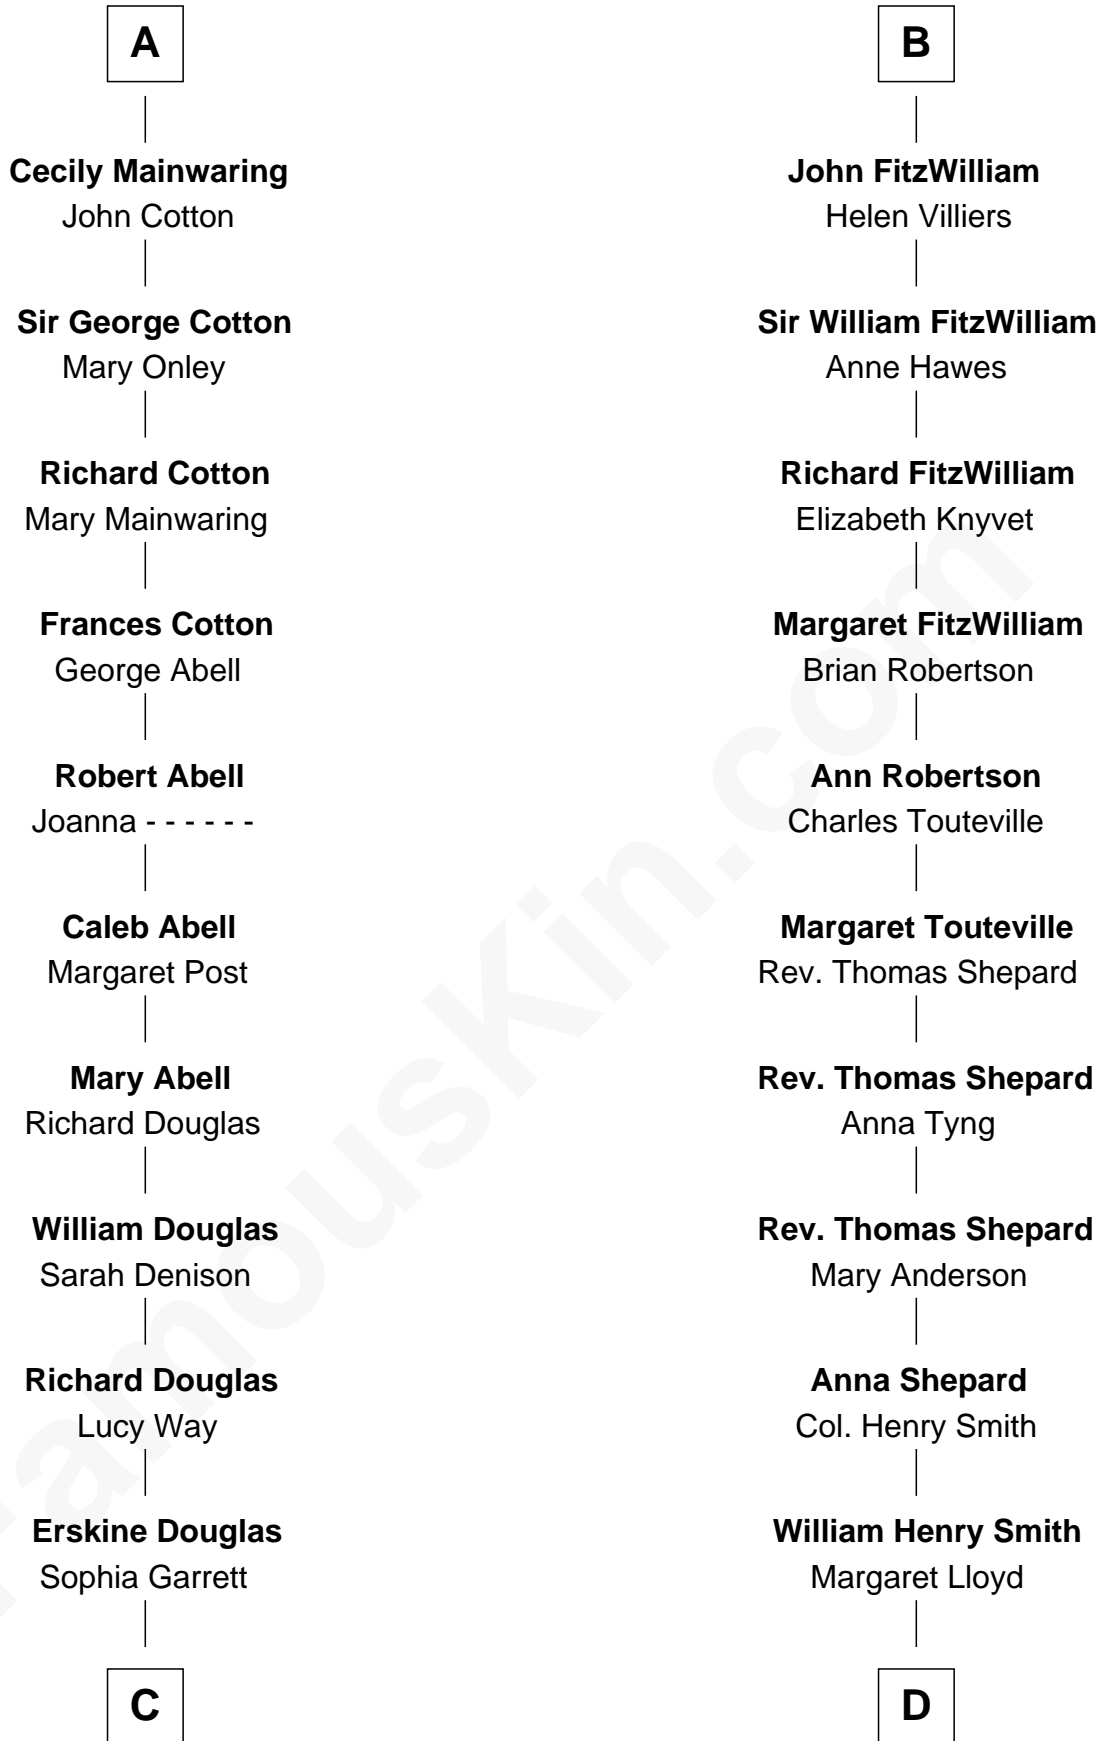 A
Cecily Mainwaring
John Cotton
Sir George Cotton
Mary Onley
Richard Cotton
Mary Mainwaring
Frances Cotton
George Abell
Robert Abell
Joanna - - - - - -
Caleb Abell
Margaret Post
Mary Abell
Richard Douglas
William Douglas
Sarah Denison
Richard Douglas
Lucy Way
Erskine Douglas
Sophia Garrett
C
B
John FitzWilliam
Helen Villiers
Sir William FitzWilliam
Anne Hawes
Richard FitzWilliam
Elizabeth Knyvet
Margaret FitzWilliam
Brian Robertson
Ann Robertson
Charles Touteville
Margaret Touteville
Rev. Thomas Shepard
Rev. Thomas Shepard
Anna Tyng
Rev. Thomas Shepard
Mary Anderson
Anna Shepard
Col. Henry Smith
William Henry Smith
Margaret Lloyd
D
FamousKin.com